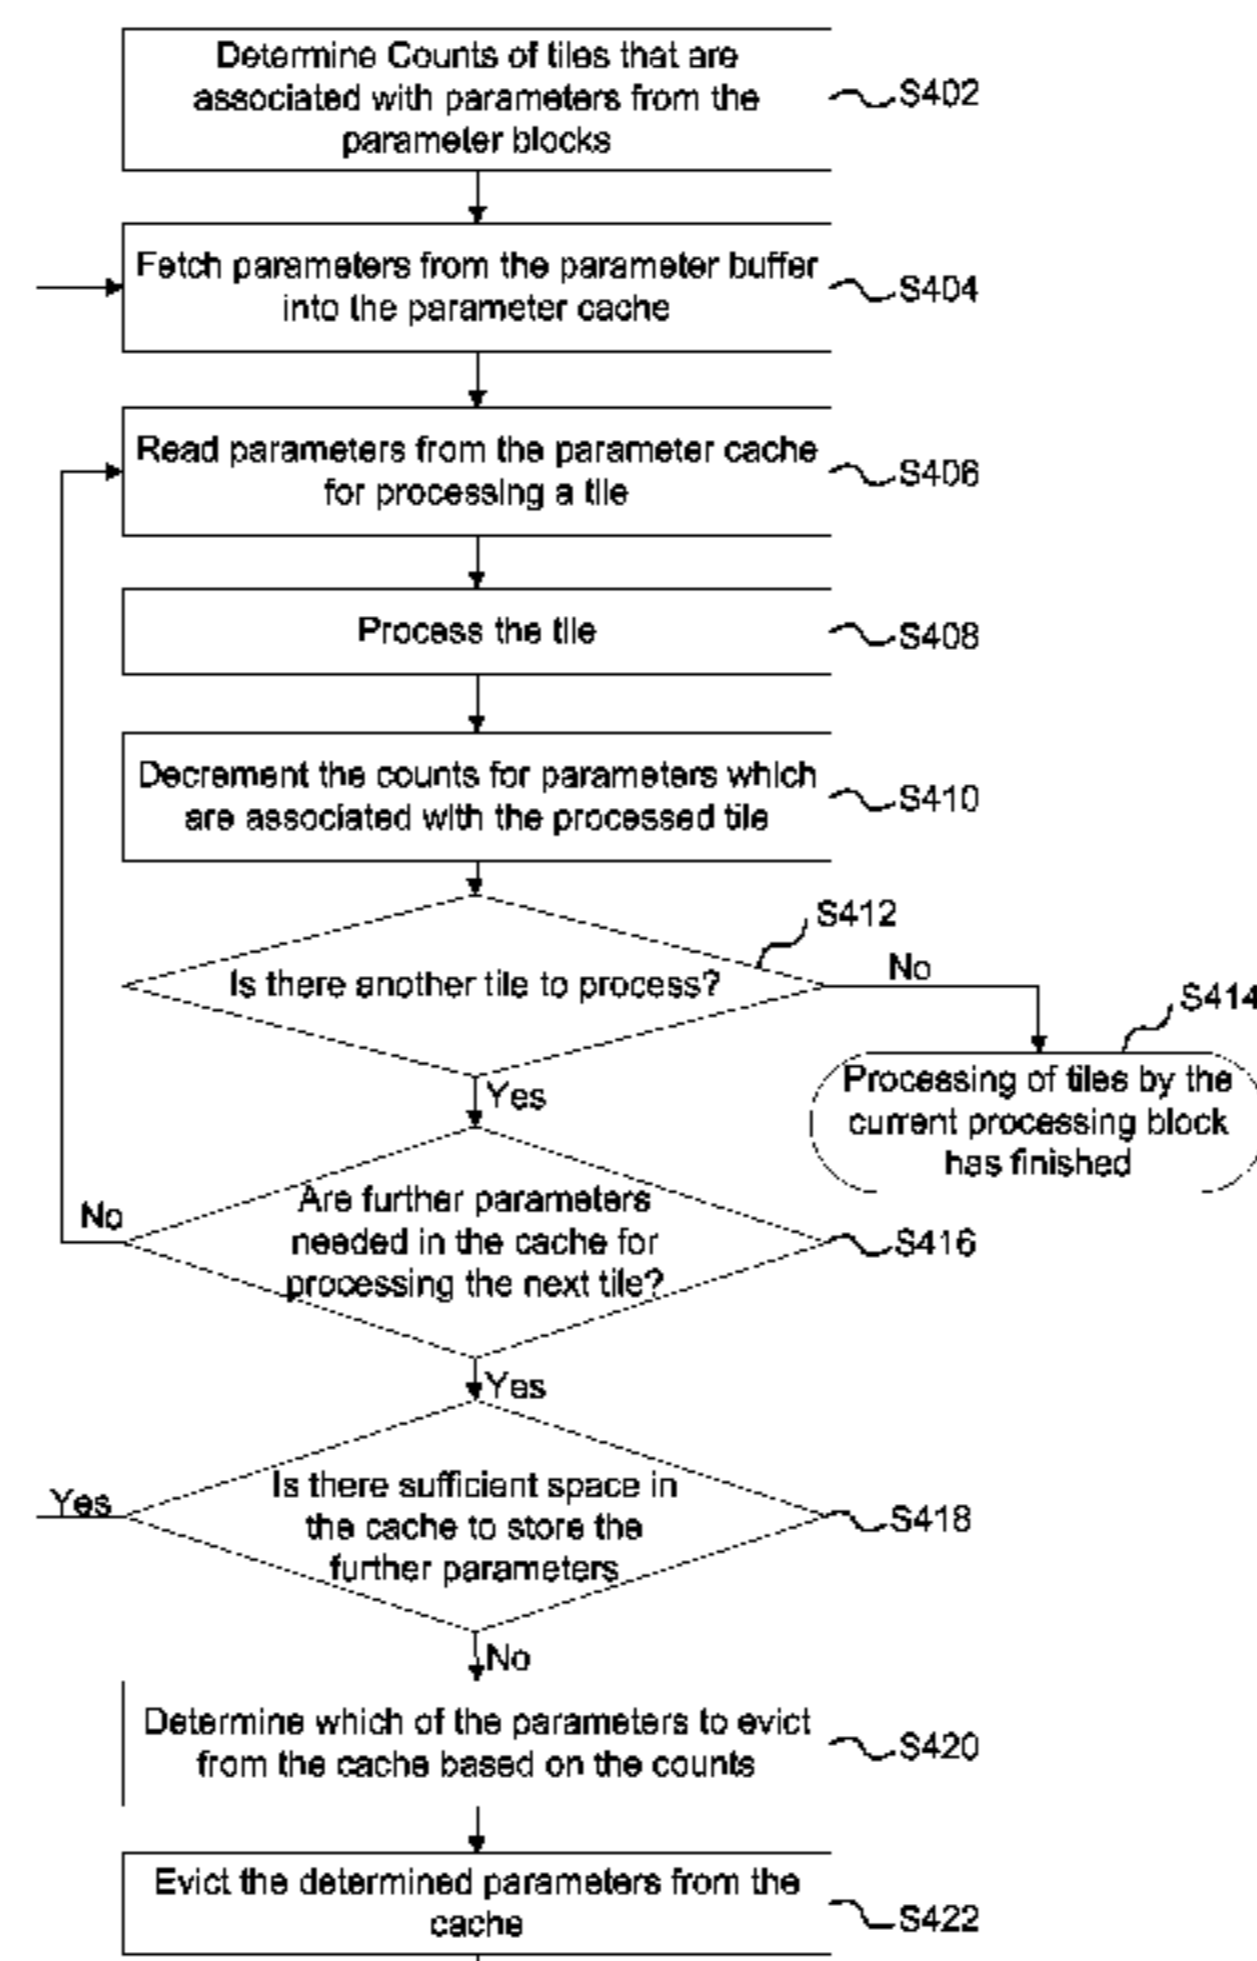 Determine Counts of tiles that are
associated with parameters from the
parameter blocks
S402
Fetch parameters from the parameter buffer
into the parameter cache
S404
Read parameters from the parameter cache
for processing a tile
S406
Process the tile
S408
Decrement the counts for parameters which
are associated with the processed tile
S410
S412
Is there another tile to process?
No
S414
Processing of tiles by the
current processing block
has finished
Yes
Are further parameters
needed in the cache for
processing the next tile?
No
S416
Yes
Is there sufficient space in
the cache to store the
further parameters
Yes
S418
No
Determine which of the parameters to evict
from the cache based on the counts
S420
Evict the determined parameters from the
cache
S422